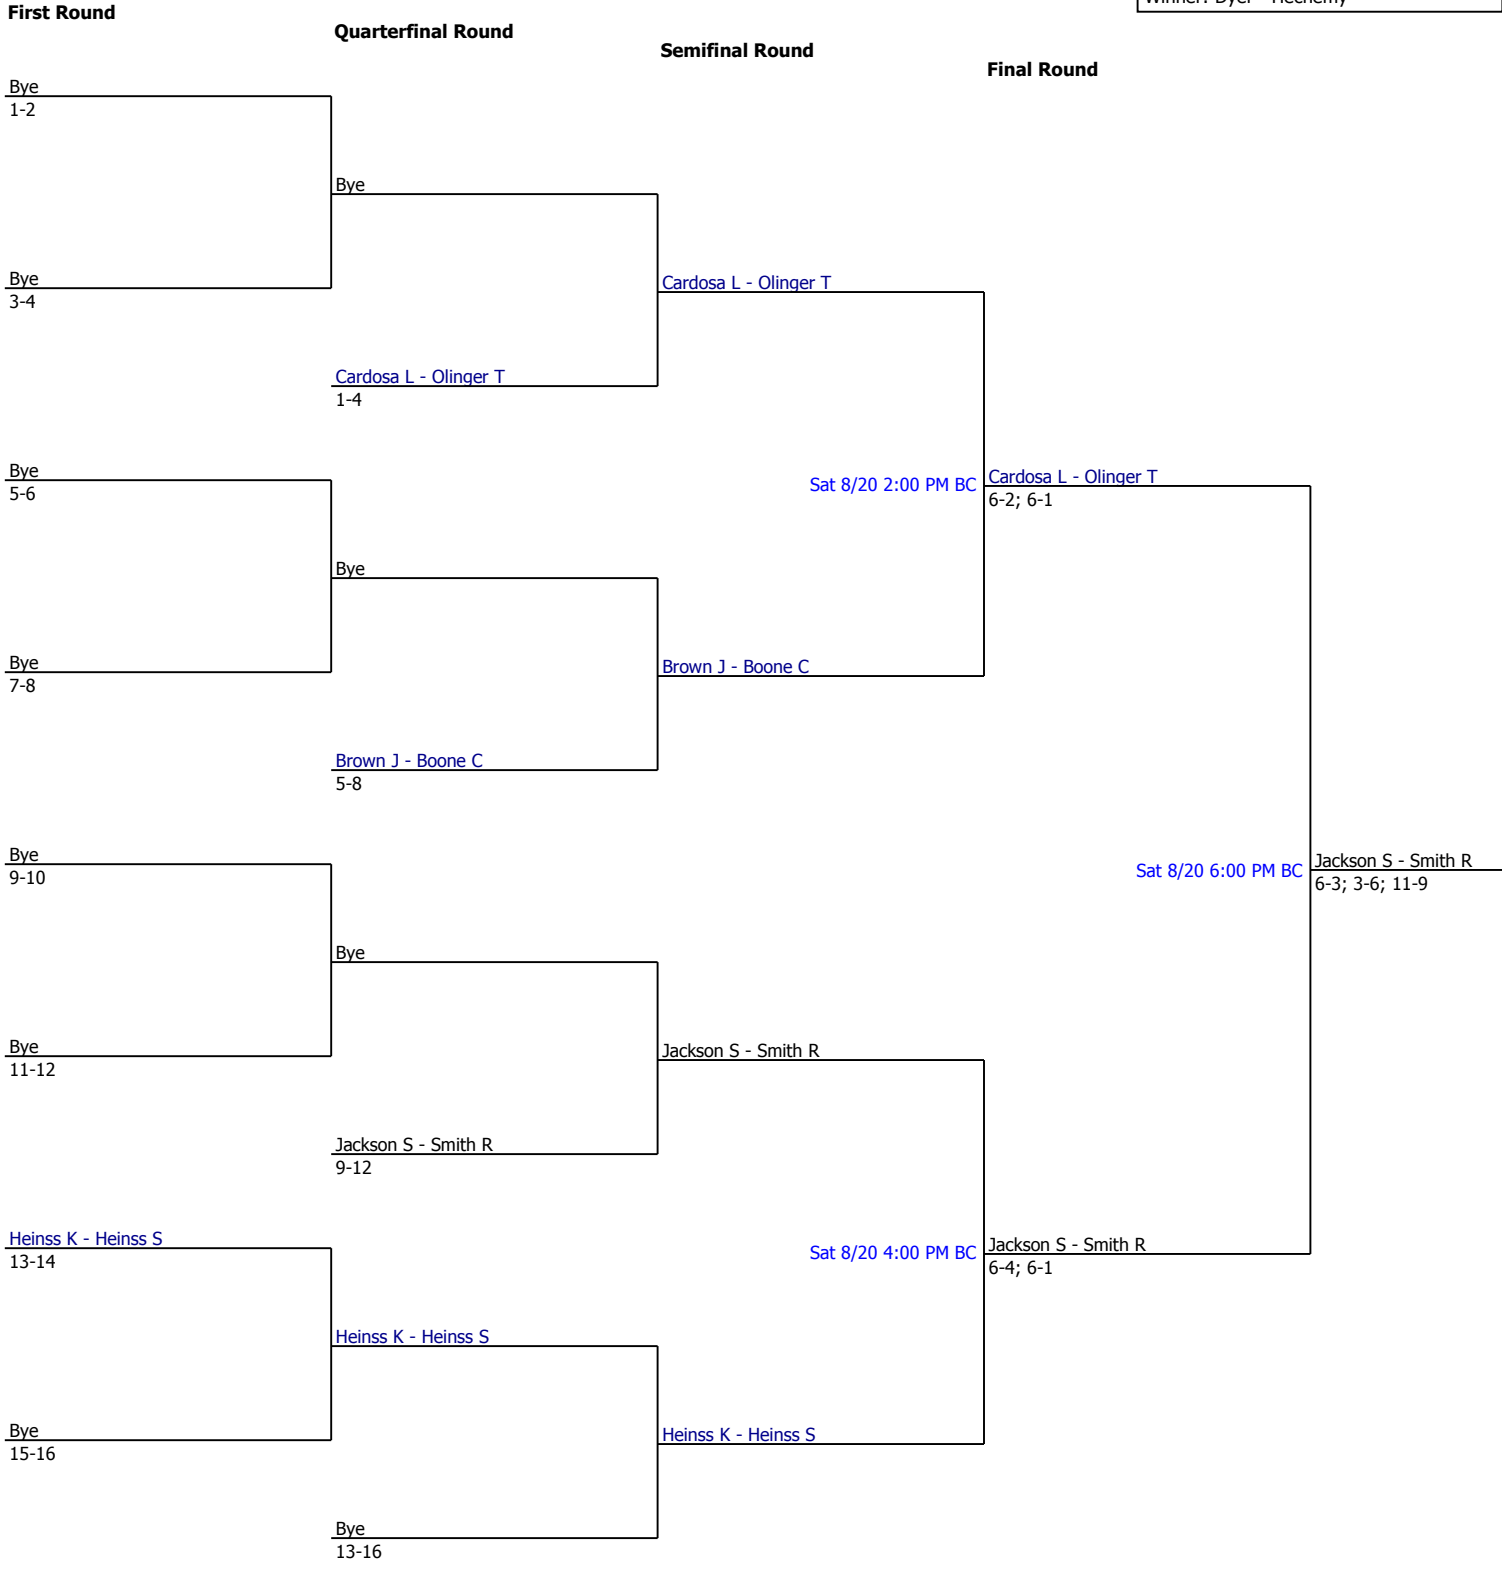 First Round
Quarterfinal Round
Semifinal Round
Final Round
Bye
1-2
Bye
Bye
3-4
Cardosa L - Olinger T
Cardosa L - Olinger T
1-4
Bye
5-6
Sat 8/20 2:00 PM BC
Cardosa L - Olinger T
6-2; 6-1
Bye
Bye
7-8
Brown J - Boone C
Brown J - Boone C
5-8
Bye
9-10
Sat 8/20 6:00 PM BC
Jackson S - Smith R
6-3; 3-6; 11-9
Bye
Bye
11-12
Jackson S - Smith R
Jackson S - Smith R
9-12
Heinss K - Heinss S
13-14
Sat 8/20 4:00 PM BC
Jackson S - Smith R
6-4; 6-1
Heinss K - Heinss S
Bye
15-16
Heinss K - Heinss S
Bye
13-16